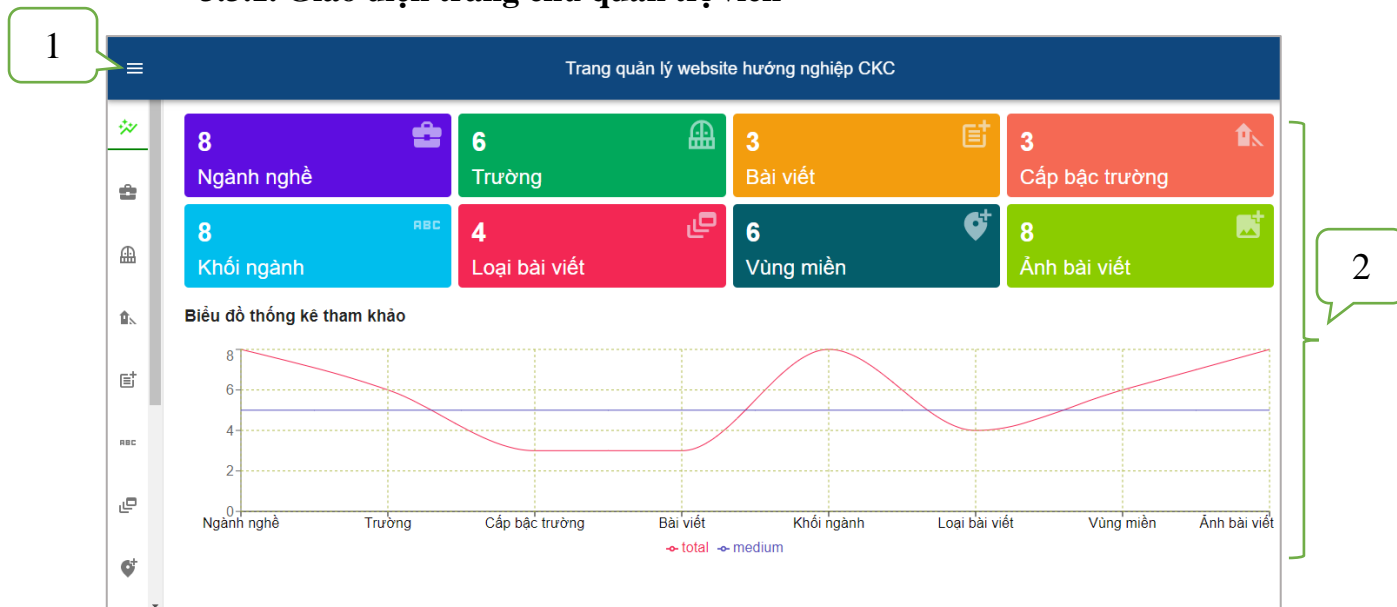 1
Trang quản lý website hướng nghiệp CKC
8
Ngành nghề
6
Trường
3
Bài viết
3
Cấp bậc trường
8
ABC
Khối ngành
4
Loại bài viết
6
Vùng miền
8
Ảnh bài viết
2
ABC
Biểu đồ thống kê tham khảo
8
6
4
2
0
Ngành nghề Trường Cấp bậc trường Bài viết Khối ngành Loại bài viết Vùng miền Ảnh bài viết
total medium